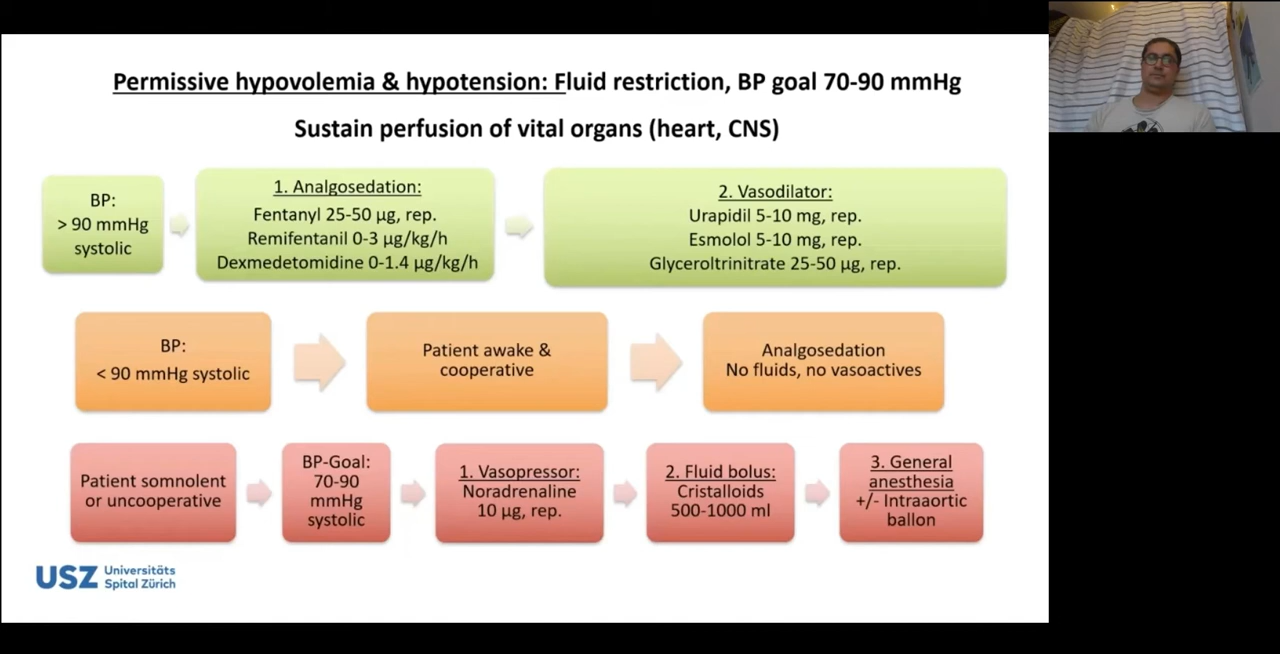 Permissive hypovolemia & hypotension: Fluid restriction, BP goal 70-90 mmHg
Sustain perfusion of vital organs (heart, CNS)
BP:
> 90 mmHg
systolic
1. Analgosedation:
Fentanyl 25-50 µg, rep.
Remifentanil 0-3 µg/kg/h
Dexmedetomidine 0-1.4 µg/kg/h
2. Vasodilator:
Urapidil 5-10 mg, rep.
Esmolol 5-10 mg, rep.
Glyceroltrinitrate 25-50 µg, rep.
BP:
< 90 mmHg systolic
Patient awake &
cooperative
Analgosedation
No fluids, no vasoactives
Patient somnolent
or uncooperative
BP-Goal:
70-90
mmHg
systolic
1. Vasopressor:
Noradrenaline
10 µg, rep.
2. Fluid bolus:
Cristalloids
500-1000 ml
3. General
anesthesia
+/- Intraaortic
ballon
USZ Universitäts
Spital Zürich